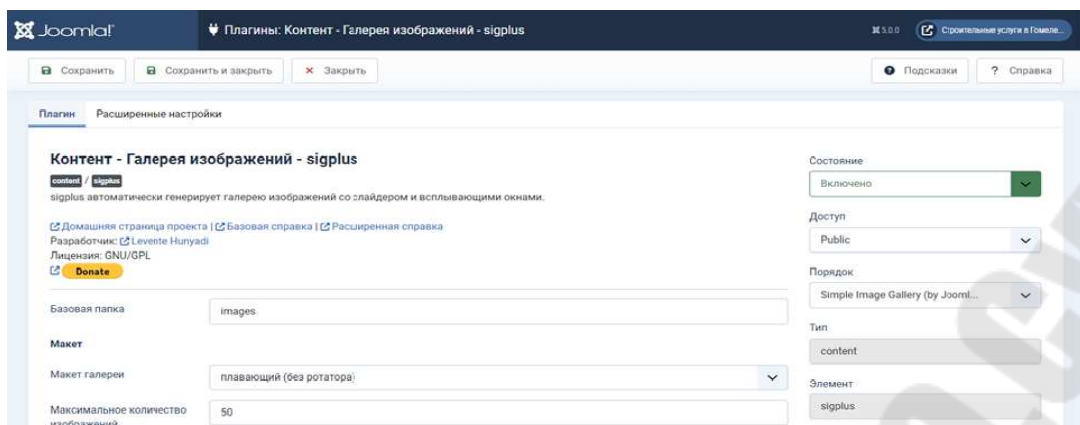 Joomla!
Плагины: Контент - Галерея изображений - sigplus
5.0.0
Строительные услуги в Гомеле...
Сохранить
Сохранить и закрыть
Закрыть
Подсказки
? Справка
Плагин
Расширенные настройки
Контент - Галерея изображений - sigplus
content / sigplus
sigplus автоматически генерирует галерею изображений со слайдером и всплывающими окнами.
Домашняя страница проекта | Базовая справка | Расширенная справка
Разработчик: Levente Hunyadi
Лицензия: GNU/GPL
Donate
Базовая папка
images
Макет
Макет галереи
плавающий (без ротатора)
Максимальное количество
изображений
50
Состояние
Включено
Доступ
Public
Порядок
Simple Image Gallery (by Jooml...
Тип
content
Элемент
sigplus